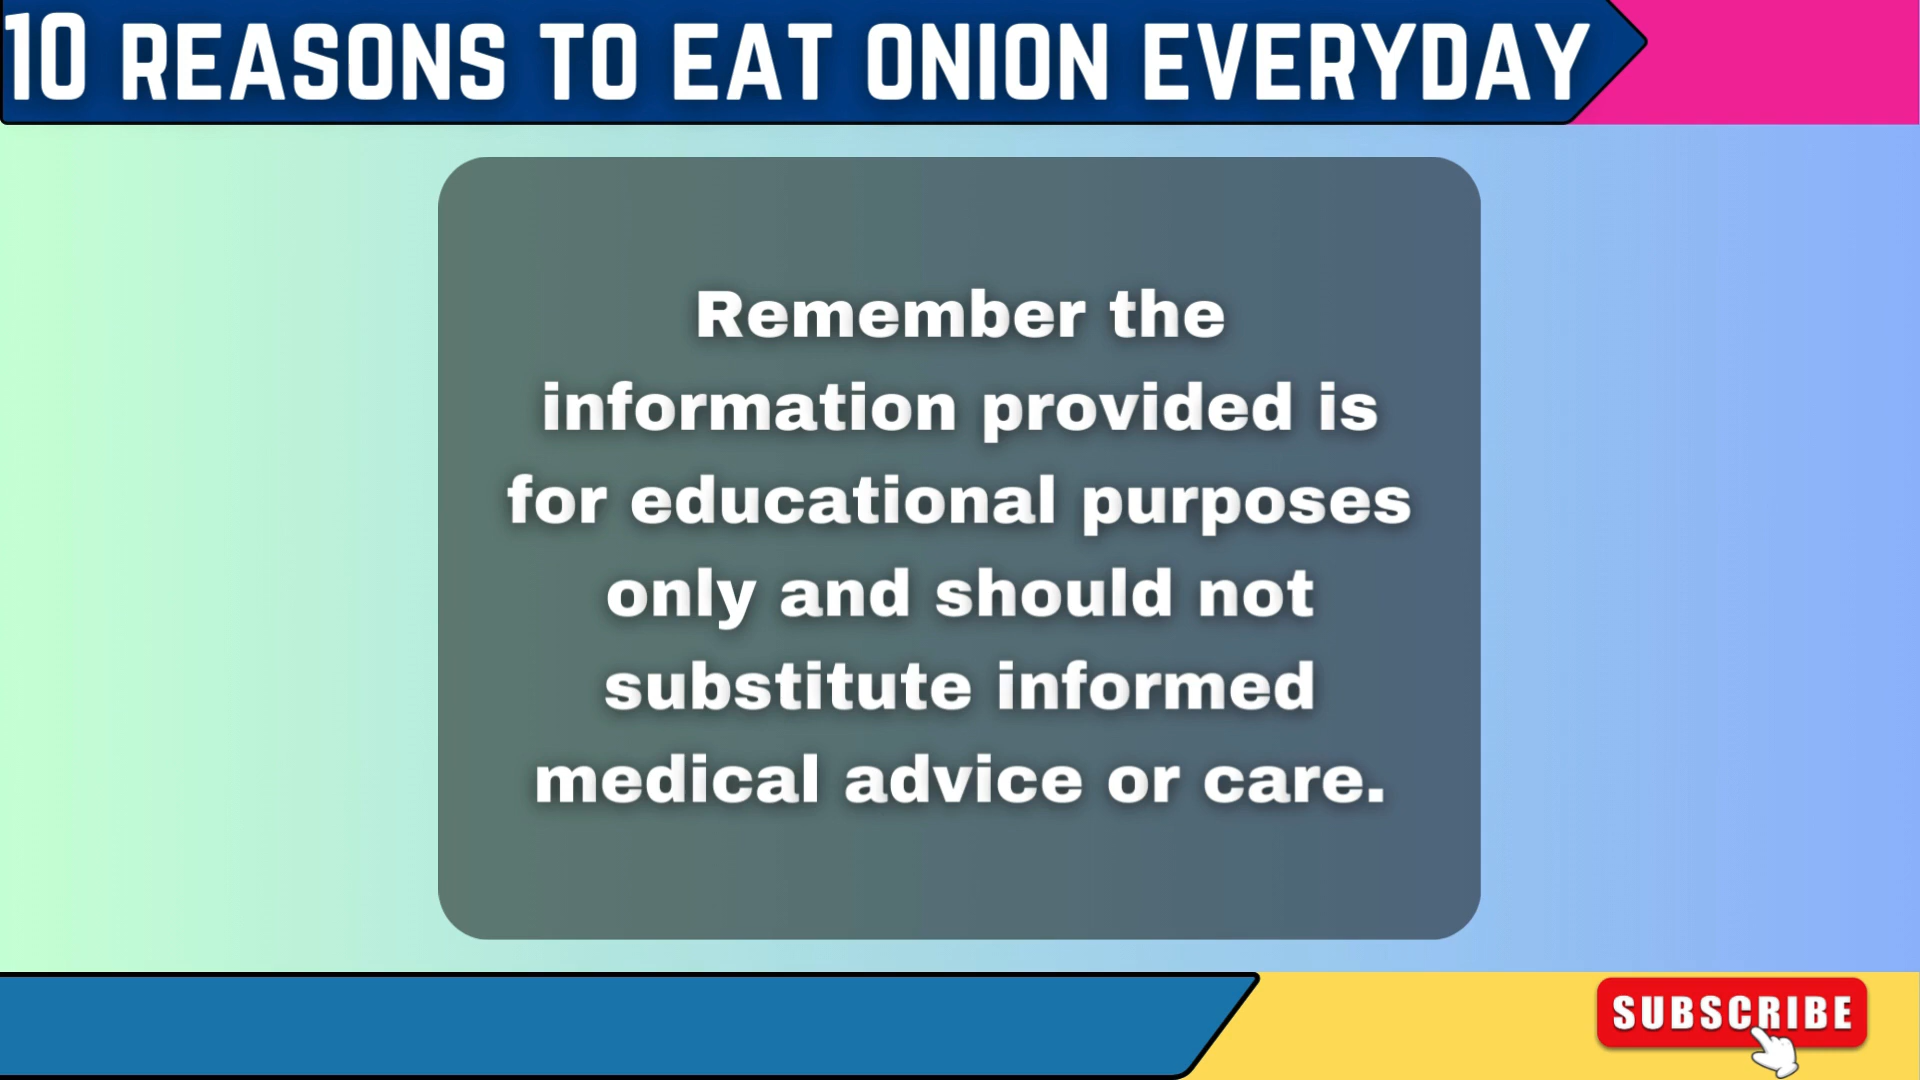 10 REASONS TO EAT ONION EVERYDAY
Remember the
information provided is
for educational purposes
only and should not
substitute informed
medical advice or care.
SUBSCRIBE